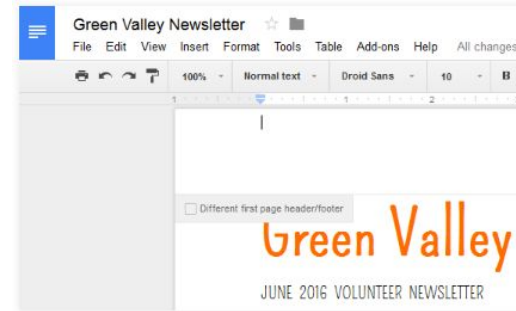 Green Valley Newsletter
File Edit View Insert Format Tools Table Add-ons Help All changes
100% Normal text Droid Sans 10 B
1 1 2
Different first page header/footer
Green Valley
JUNE 2016 VOLUNTEER NEWSLETTER